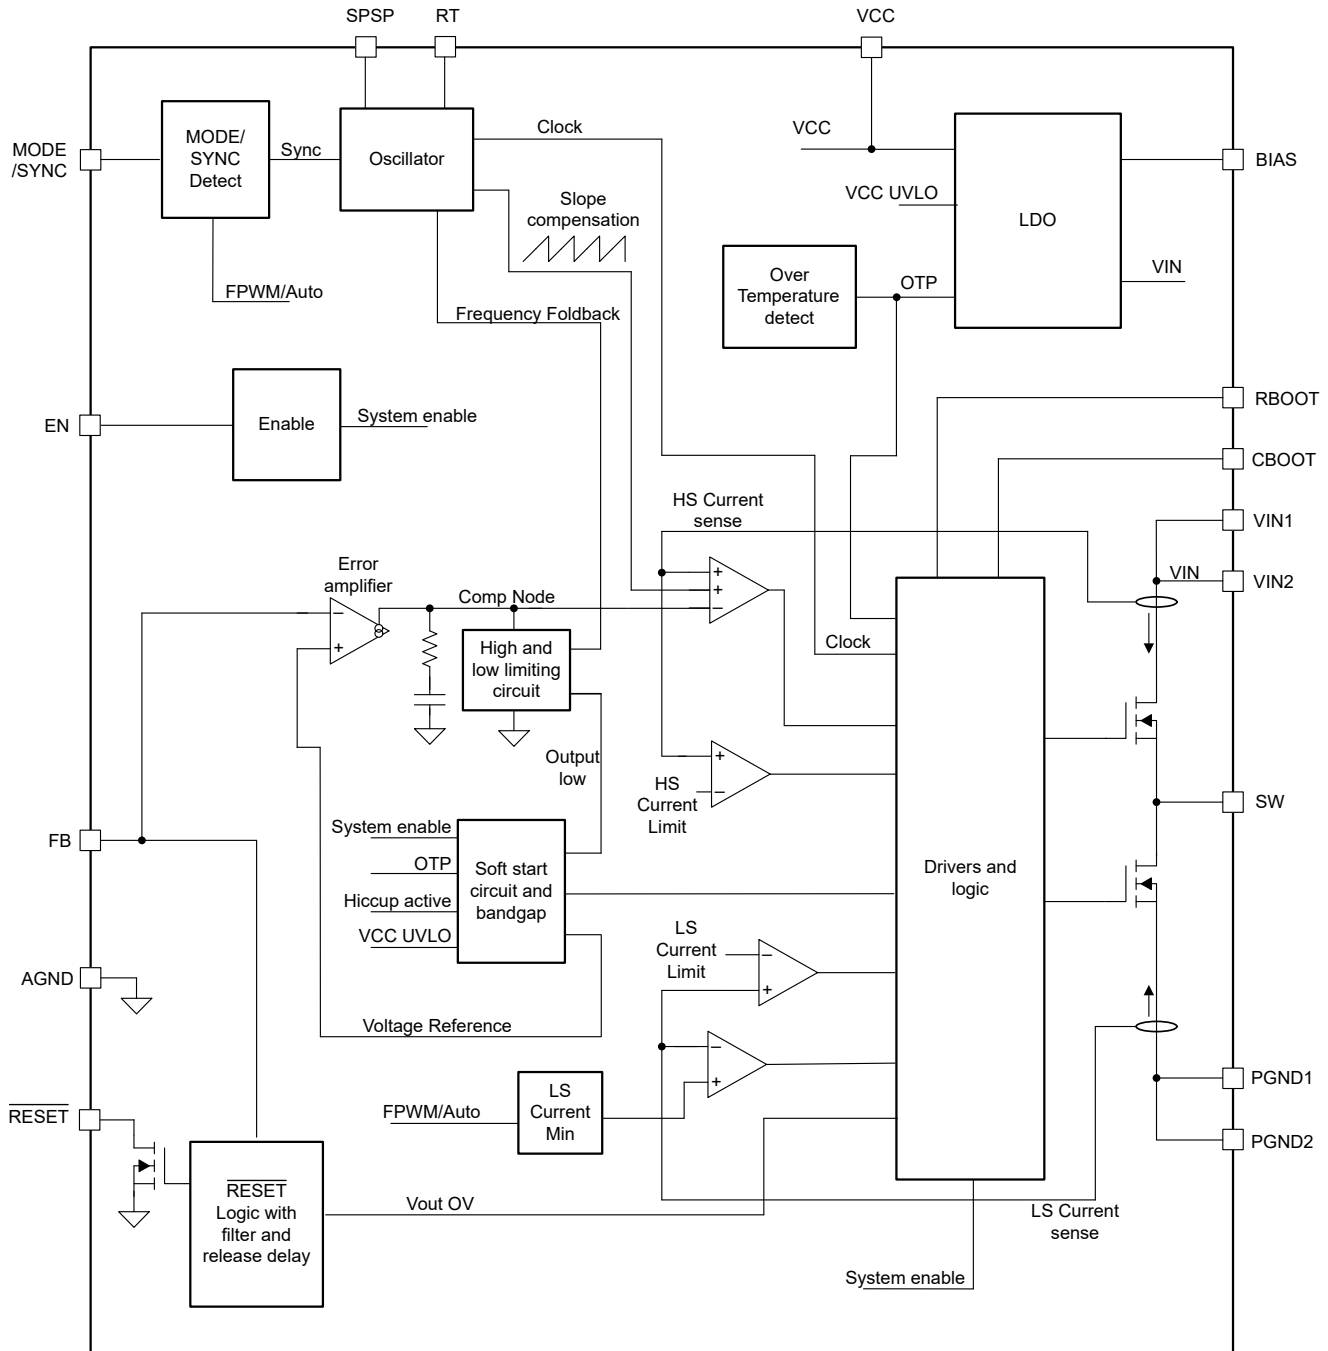 SPSP
RT
VCC
MODE
/SYNC
MODE/
SYNC
Detect
Sync
Oscillator
Clock
VCC
LDO
BIAS
VCC UVLO
Slope
compensation
FPWM/Auto
Over
Temperature
detect
OTP
VIN
Frequency Foldback
EN
Enable
System enable
RBOOT
CBOOT
HS Current
sense
VIN1
VIN
VIN2
Error
amplifier
Comp Node
+
+
−
−
+
High and
low limiting
circuit
Clock
Output
low
+
−
HS
Current
Limit
SW
FB
System enable
OTP
Hiccup active
VCC UVLO
Soft start
circuit and
bandgap
Drivers and
logic
LS
Current
Limit
−
+
AGND
Voltage Reference
−
+
PGND1
RESET
FPWM/Auto
LS
Current
Min
PGND2
RESET
Logic with
filter and
release delay
Vout OV
LS Current
sense
System enable